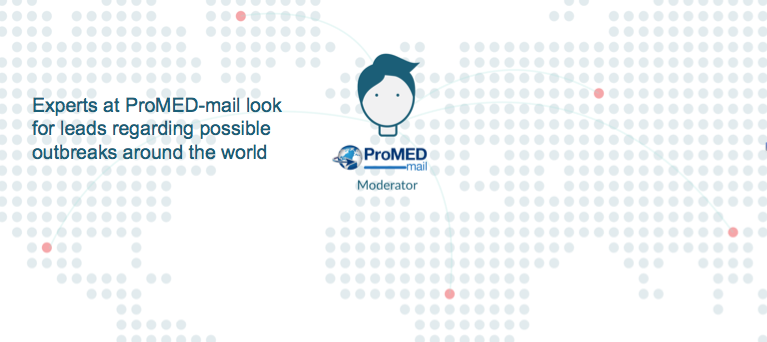 Experts at ProMED-mail look
for leads regarding possible
outbreaks around the world
ProMED
mail
Moderator